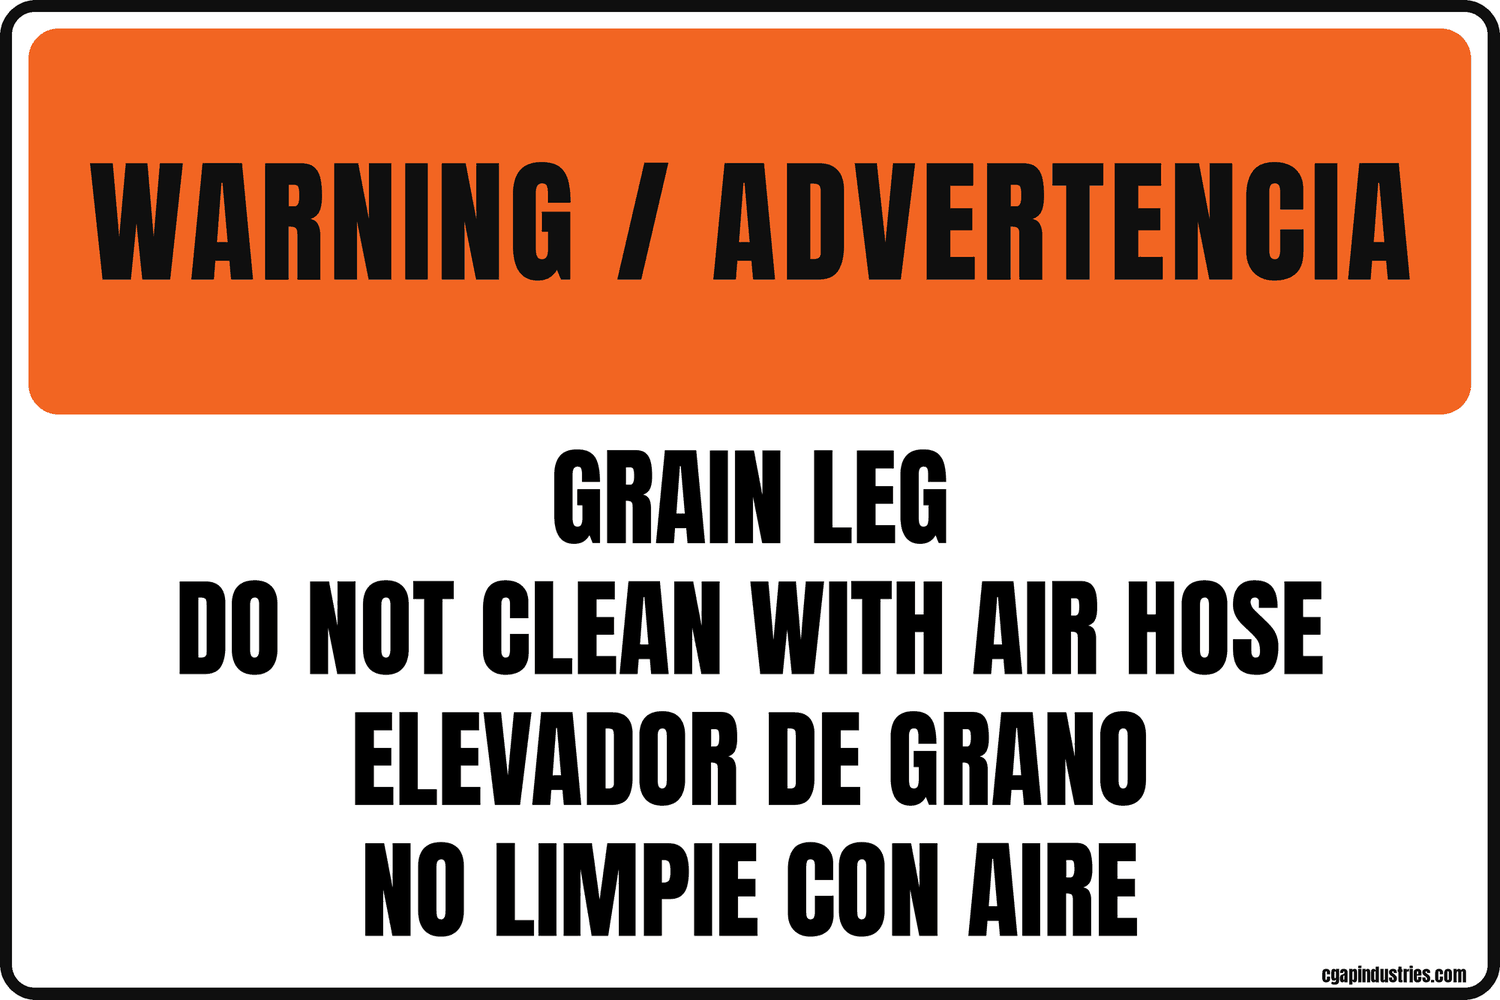 WARNING / ADVERTENCIA
GRAIN LEG
DO NOT CLEAN WITH AIR HOSE
ELEVADOR DE GRANO
NO LIMPIE CON AIRE
cgapindustries.com